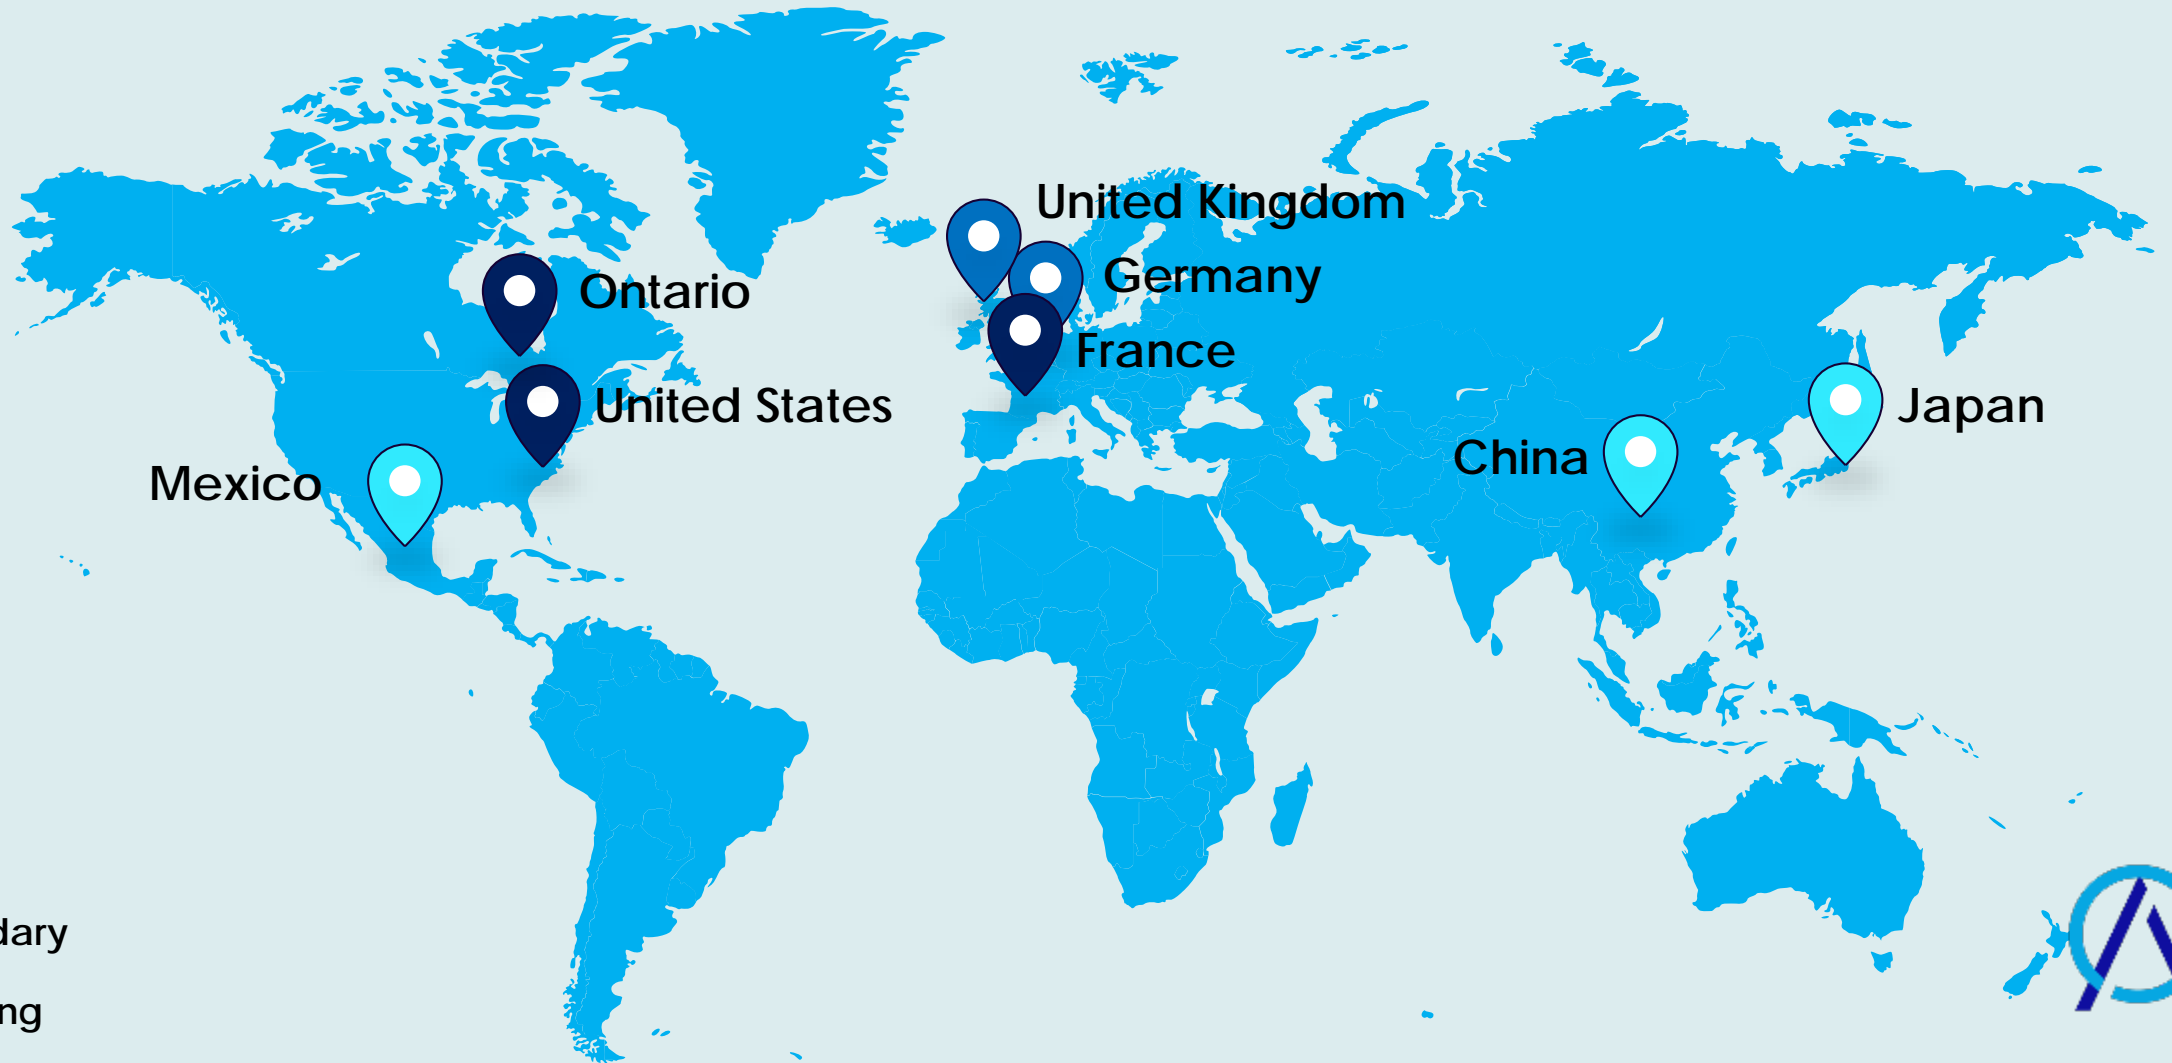 United Kingdom
Germany
Ontario
France
United States
Japan
China
Mexico